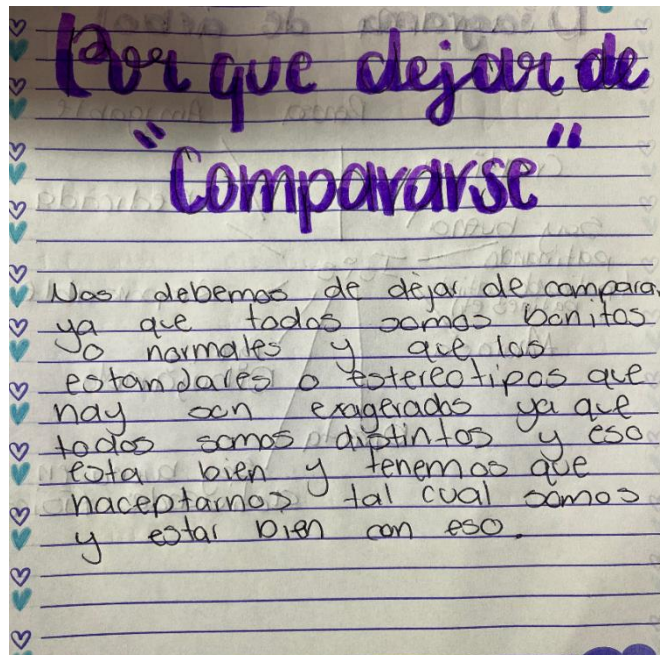 Por que dejar de
"Compararse"
Nos debemos de dejar de comparar
ya que todos somos bonitos
o normales y que los
estandares o estereotipos que
hay son exagerados ya que
todos somos distintos y eso
esta bien y tenemos que
haceptarnos tal cual somos
y estar bien con eso.